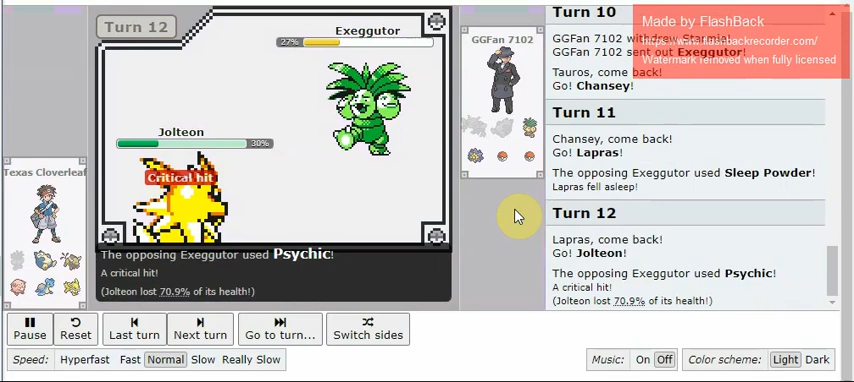 Turn 12
Exeggutor
27%
Jolteon
30%
Critical hit
The opposing Exeggutor used Psychic!
A critical hit!
(Jolteon lost 70.9% of its health!)
Texas Cloverleaf
GGFan 7102
Turn 10
GGFan 7102 withdrew Starmie!
GGFan 7102 sent out Exeggutor!
Tauros, come back!
Go! Chansey!
Turn 11
Chansey, come back!
Go! Lapras!
The opposing Exeggutor used Sleep Powder!
Lapras fell asleep!
Turn 12
Lapras, come back!
Go! Jolteon!
The opposing Exeggutor used Psychic!
A critical hit!
(Jolteon lost 70.9% of its health!)
Made by FlashBack
https://www.flashbackrecorder.com/
Watermark removed when fully licensed
Pause
Reset
Last turn
Next turn
Go to turn...
Switch sides
Speed: Hyperfast Fast Normal Slow Really Slow
Music: On Off
Color scheme: Light Dark